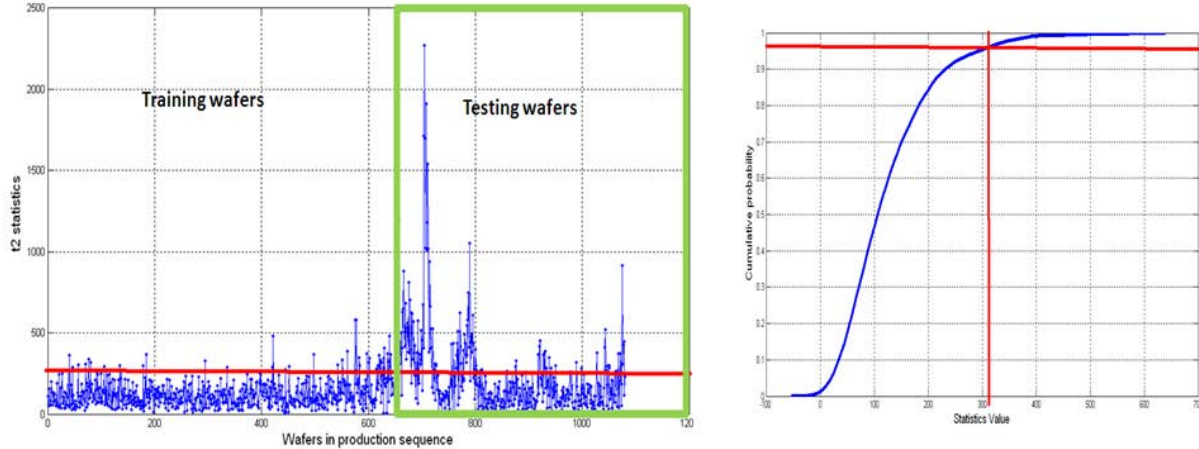 2500
2000
1500
1000
500
0
t2 statistics
Training wafers
Testing wafers
0 200 400 600 800 1000 120
Wafers in production sequence
1
0.9
0.8
0.7
0.6
0.5
0.4
0.3
0.2
0.1
0
Cumulative probability
-100 0 100 200 300 400 500 600 70
Statistics Value